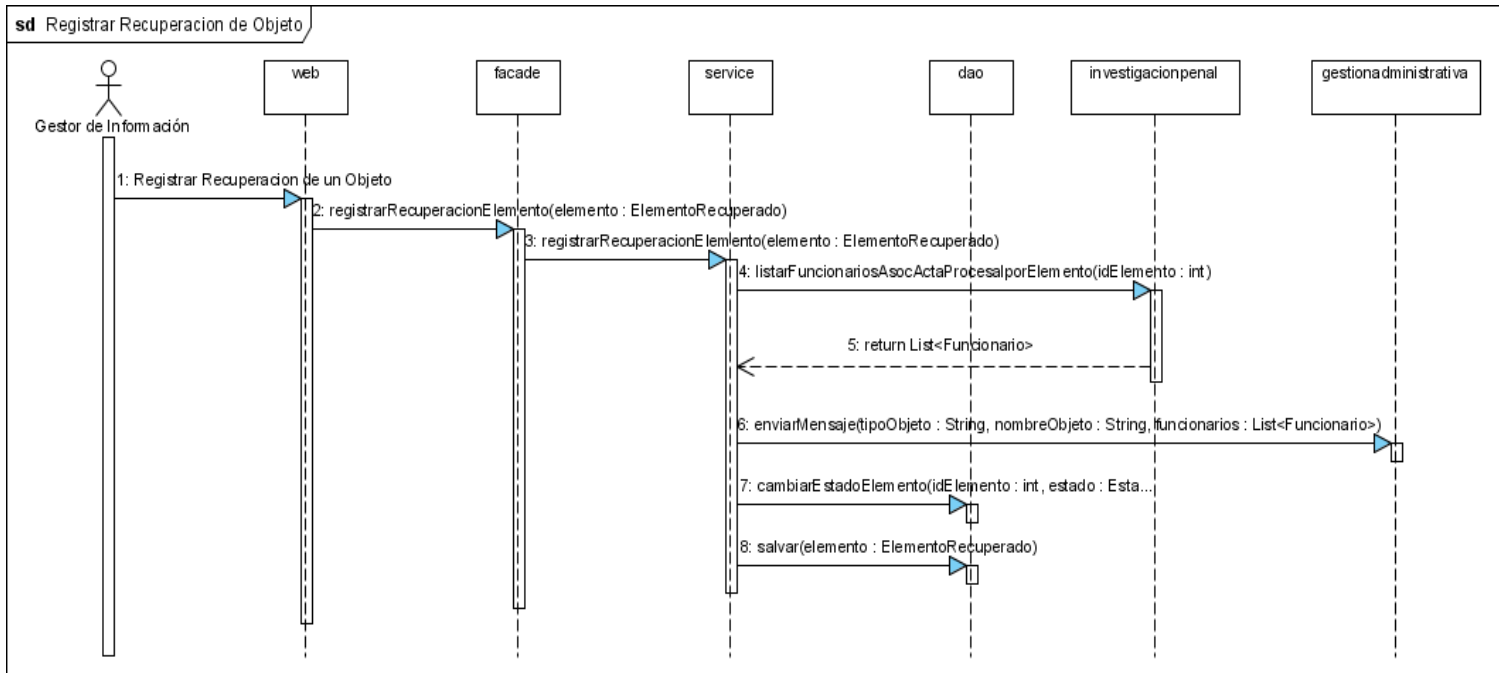 sd Registrar Recuperacion de Objeto
web
facade
service
dao
investigacionpenal
gestionadministrativa
Gestor de Información
1: Registrar Recuperacion de un Objeto
2: registrarRecuperacionElemento(elemento : ElementoRecuperado)
3: registrarRecuperacionElemento(elemento : ElementoRecuperado)
4: listarFuncionariosAsocActaProcesalporElemento(idElemento : int)
5: return List<Funcionario>
6: enviarMensaje(tipoObjeto : String, nombreObjeto : String, funcionarios : List<Funcionario>)
7: cambiarEstadoElemento(idElemento : int, estado : Esta...
8: salvar(elemento : ElementoRecuperado)